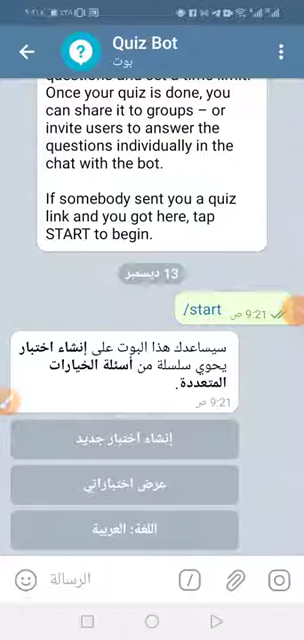 Quiz Bot
بوت
Once your quiz is done, you
can share it to groups – or
invite users to answer the
questions individually in the
chat with the bot.
If somebody sent you a quiz
link and you got here, tap
START to begin.
13 ديسمبر
/start
9:21 ص
سيساعدك هذا البوت على إنشاء اختبار
يحوي سلسلة من أسئلة الخيارات
المتعددة.
9:21 ص
إنشاء اختبار جديد
عرض اختباراتي
اللغة: العربية
الرسالة